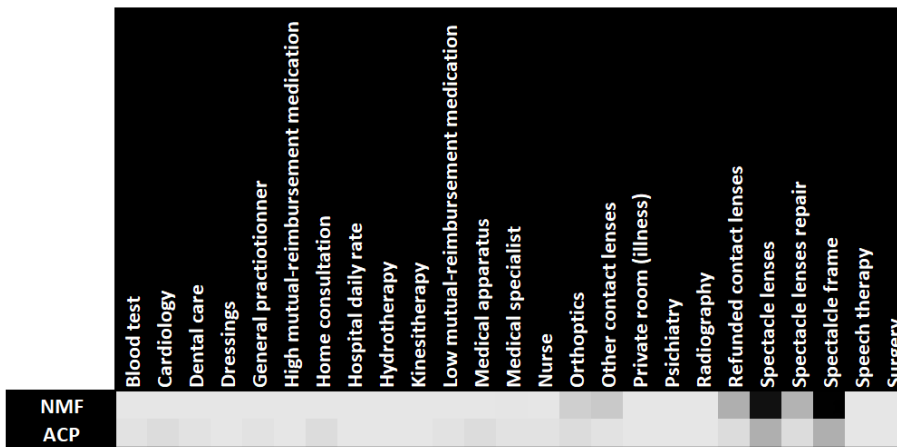 Blood test
Cardiology
Dental care
Dressings
General practiotionner
High mutual-reimbursement medication
Home consultation
Hospital daily rate
Hydrotherapy
Kinesitherapy
Low mutual-reimbursement medication
Medical apparatus
Medical specialist
Nurse
Orthoptics
Other contact lenses
Private room (illness)
Psichiatry
Radiography
Refunded contact lenses
Spectacle lenses
Spectacle lenses repair
Spectalcle frame
Speech therapy
Surgery
NMF
ACP